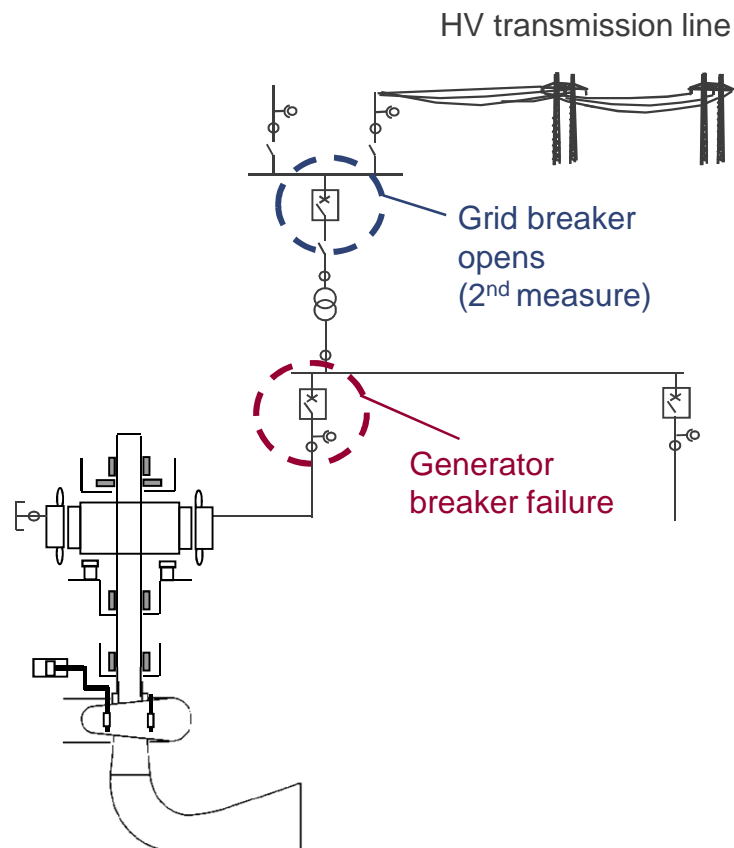 HV transmission line
Grid breaker
opens
(2nd measure)
Generator
breaker failure